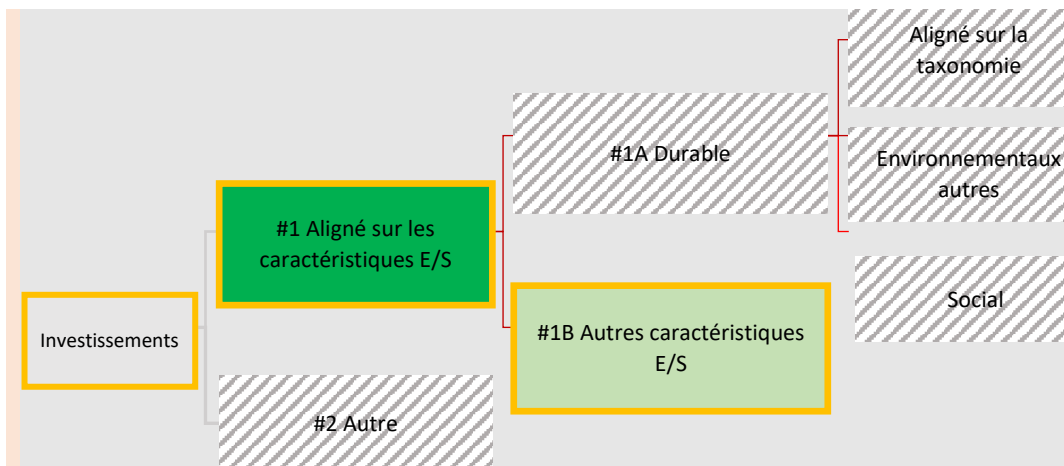 Aligné sur la
taxonomie
#1A Durable
Environnementaux
autres
#1 Aligné sur les
caractéristiques E/S
Social
Investissements
#1B Autres caractéristiques
E/S
#2 Autre